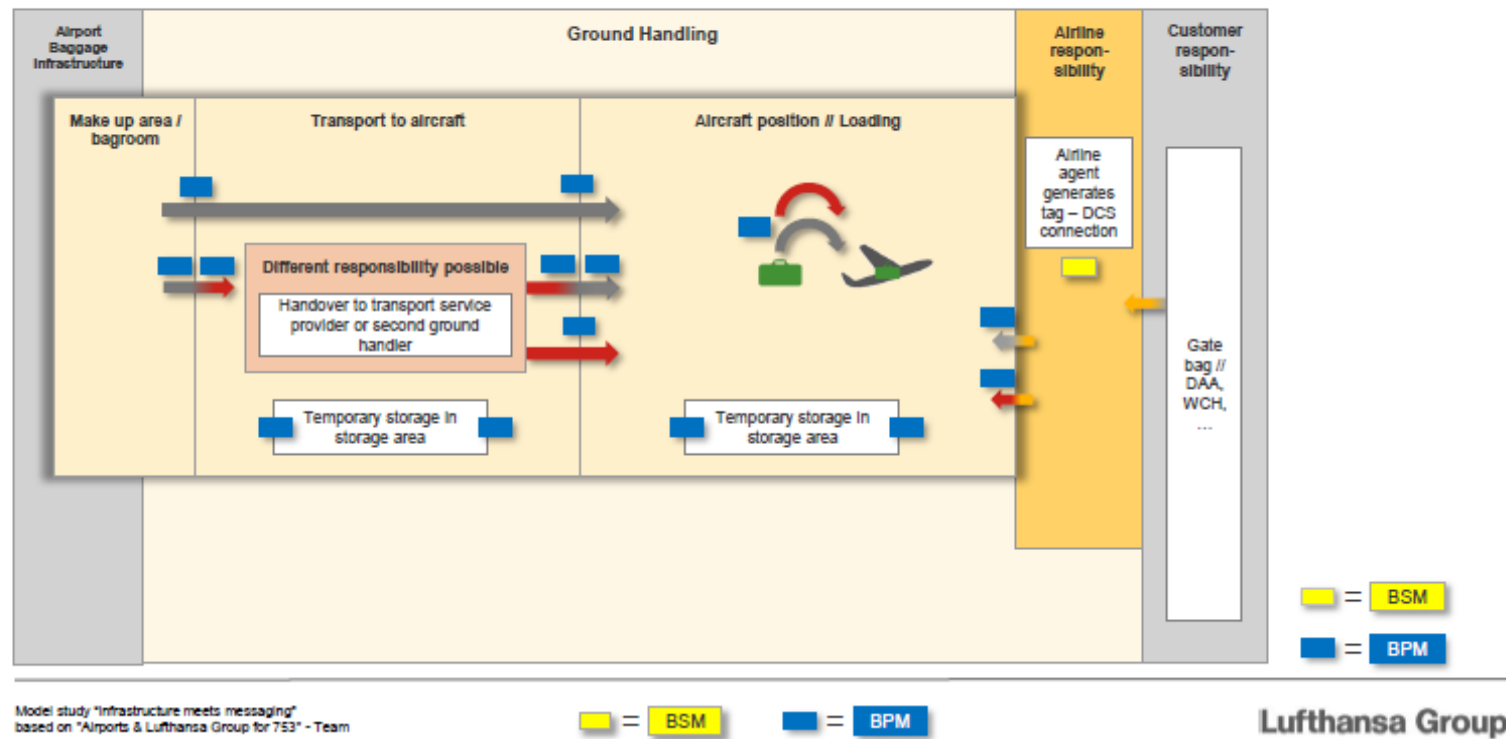 Airport
Baggage
Infrastructure
Ground Handling
Airline
respon-
sibility
Customer
respon-
sibility
Make up area /
bagroom
Transport to aircraft
Aircraft position // Loading
Airline
agent
generates
tag – DCS
connection
Different responsibility possible
Handover to transport service
provider or second ground
handler
Gate
bag //
DAA,
WCH,
...
Temporary storage in
storage area
Temporary storage in
storage area
= BSM
= BPM
Model study "Infrastructure meets messaging"
based on "Airports & Lufthansa Group for 753" - Team
= BSM
= BPM
Lufthansa Group